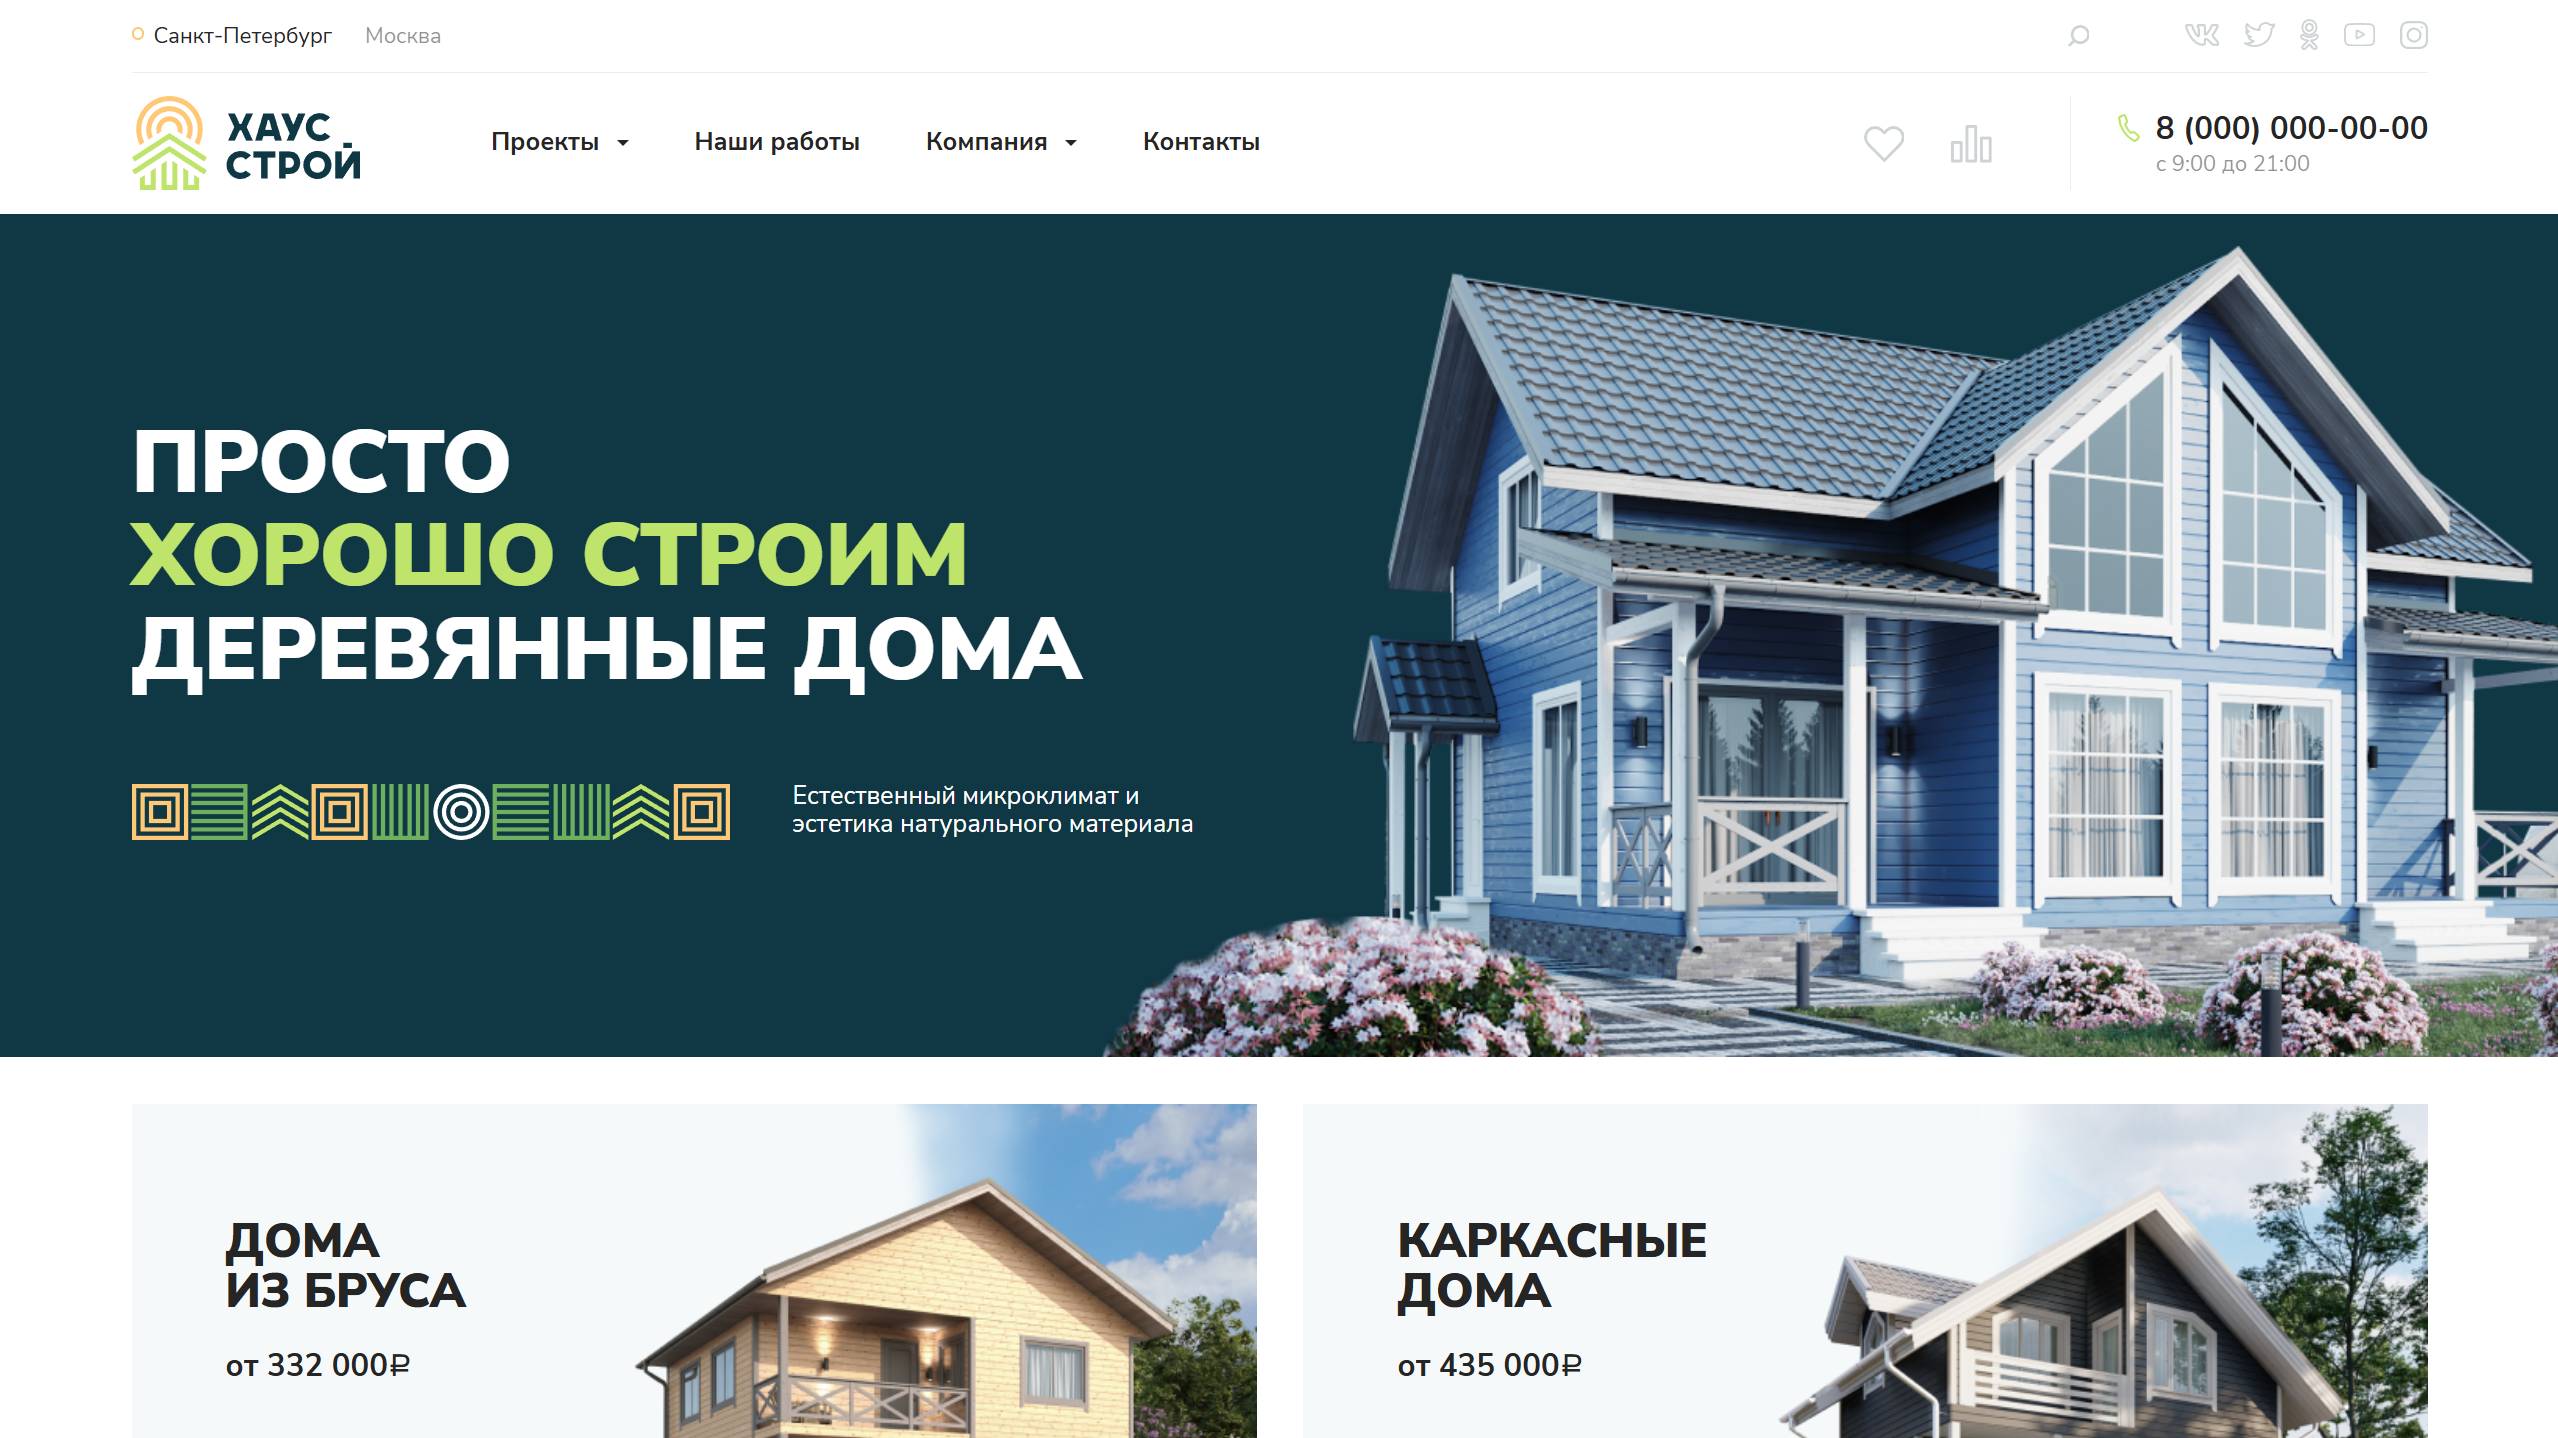 Санкт-Петербург Москва
ХАУС
СТРОЙ
Проекты Наши работы Компания Контакты
8 (000) 000-00-00
с 9:00 до 21:00
ПРОСТО
ХОРОШО СТРОИМ
ДЕРЕВЯННЫЕ ДОМА
Естественный микроклимат и
эстетика натурального материала
ДОМА
ИЗ БРУСА
от 332 000₽
КАРКАСНЫЕ
ДОМА
от 435 000₽